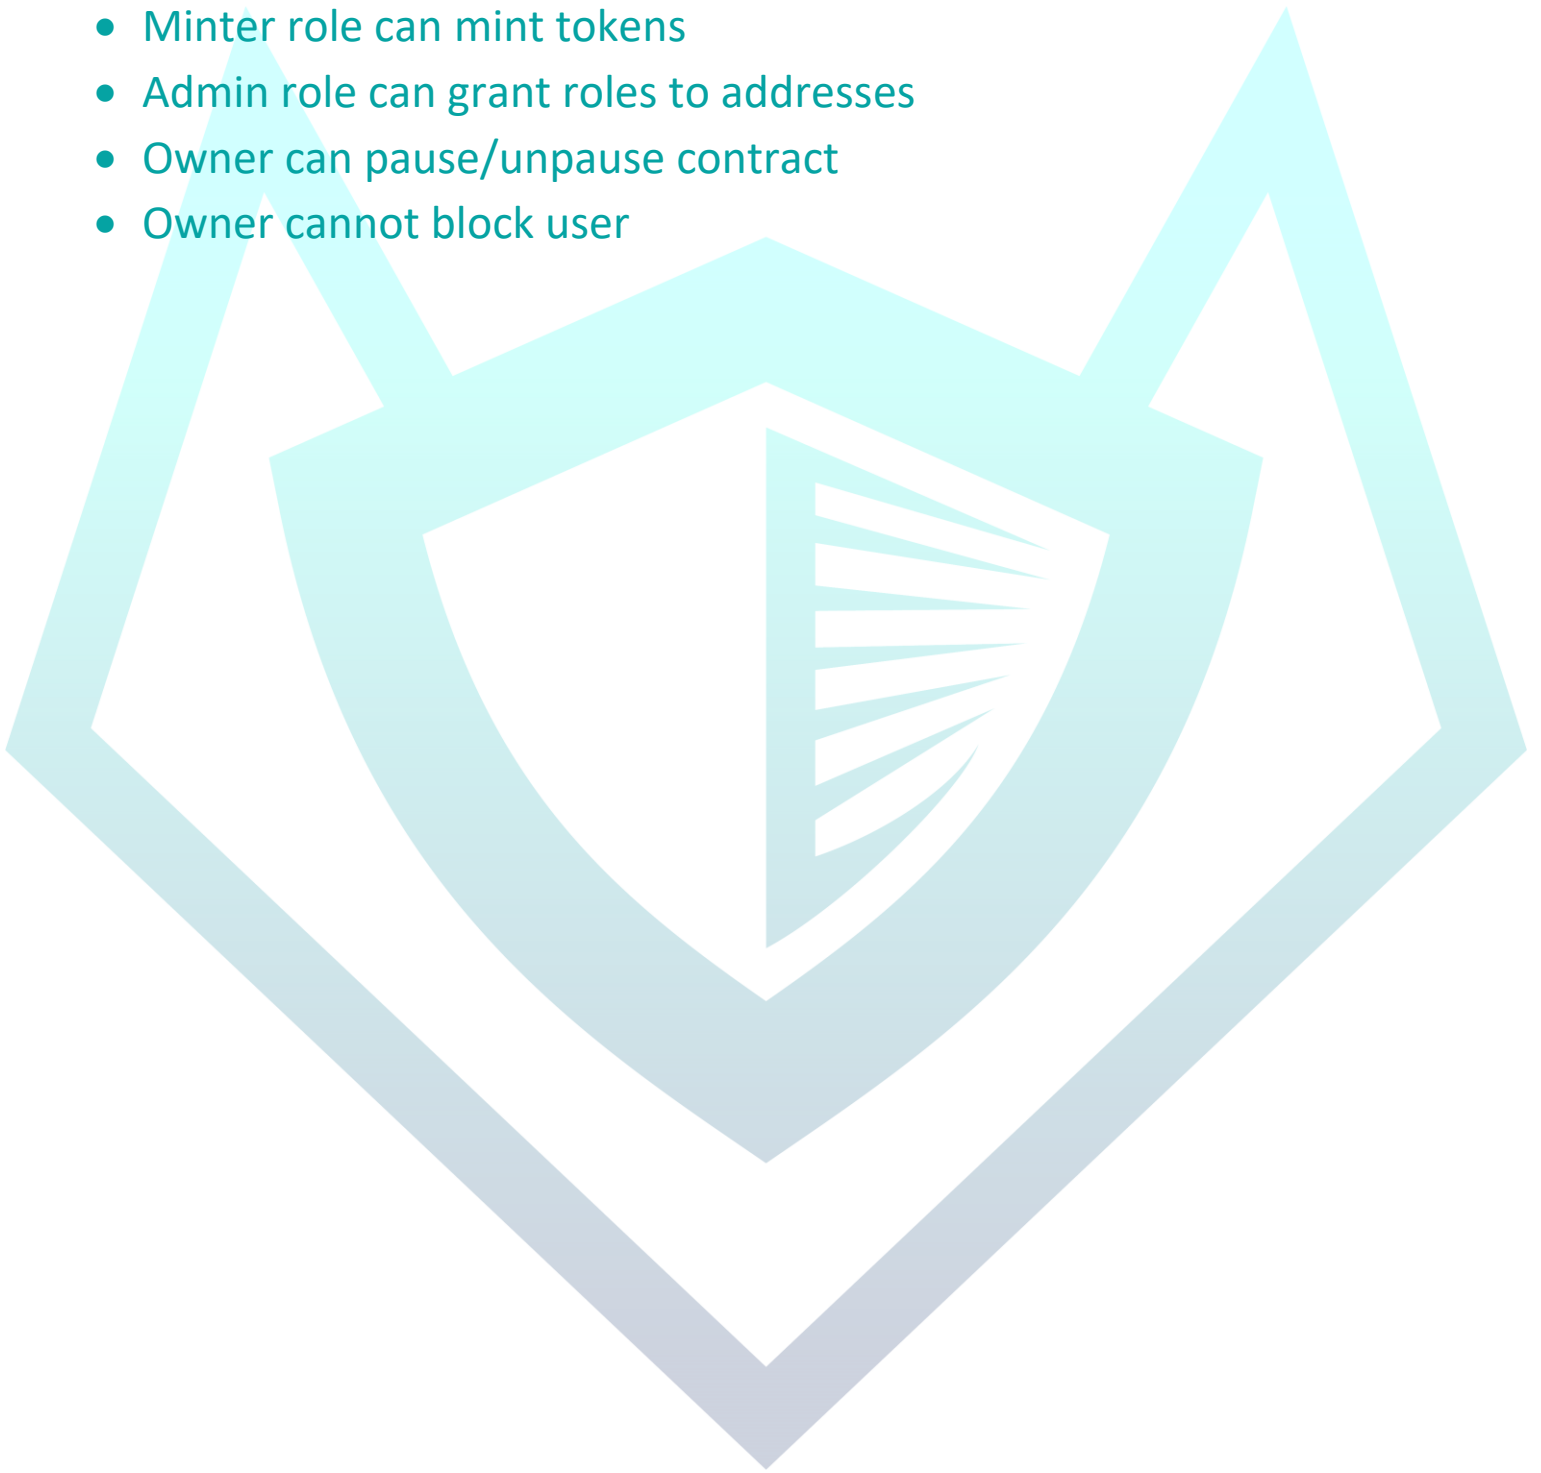 • Minter role can mint tokens
• Admin role can grant roles to addresses
• Owner can pause/unpause contract
• Owner cannot block user